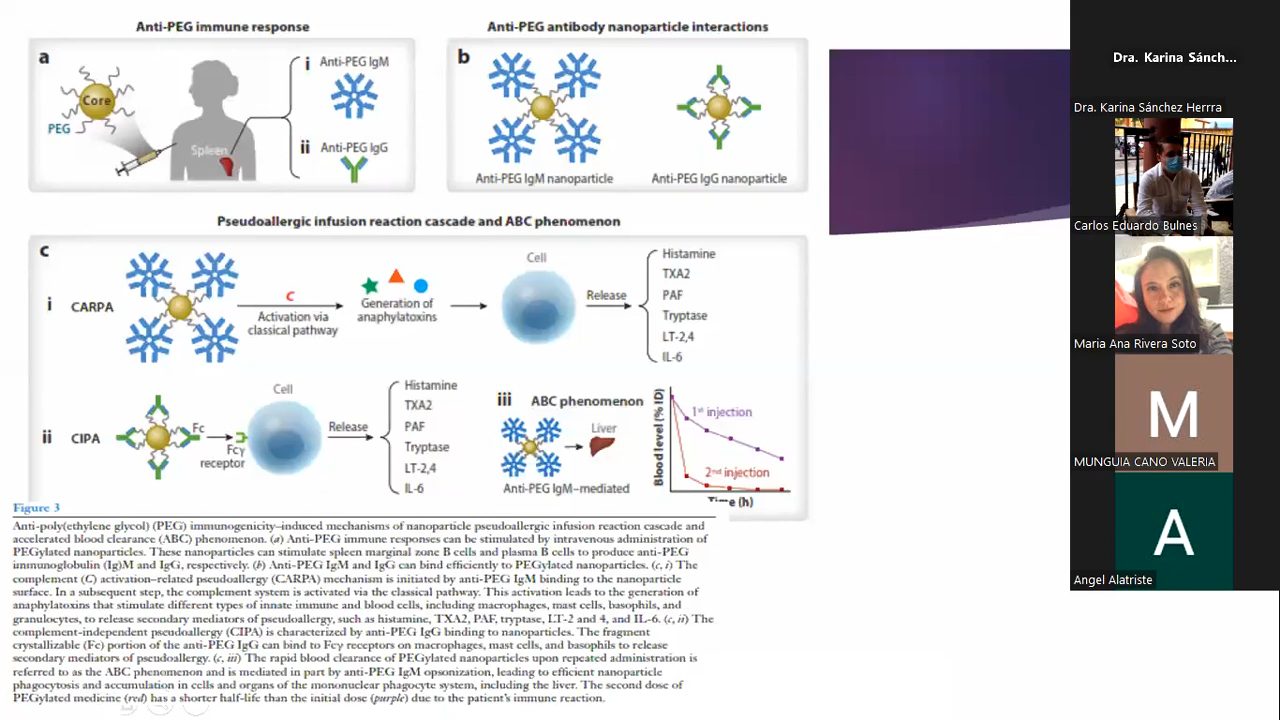 Anti-PEG immune response
a
Core
PEG
Spleen
i Anti-PEG IgM
ii Anti-PEG IgG
Anti-PEG antibody nanoparticle interactions
b
Anti-PEG IgM nanoparticle
Anti-PEG IgG nanoparticle
Pseudoallergic infusion reaction cascade and ABC phenomenon
c
i CARPA
C
Activation via
classical pathway
Generation of
anaphylatoxins
Cell
Release
Histamine
TXA2
PAF
Tryptase
LT-2,4
IL-6
ii CIPA
Fc
Fcγ
receptor
Cell
Release
Histamine
TXA2
PAF
Tryptase
LT-2,4
IL-6
iii ABC phenomenon
Liver
Anti-PEG IgM–mediated
Blood level (% ID)
1st injection
2nd injection
Time (h)
Figure 3
Anti-poly(ethylene glycol) (PEG) immunogenicity–induced mechanisms of nanoparticle pseudoallergic infusion reaction cascade and
accelerated blood clearance (ABC) phenomenon. (a) Anti-PEG immune responses can be stimulated by intravenous administration of
PEGylated nanoparticles. These nanoparticles can stimulate spleen marginal zone B cells and plasma B cells to produce anti-PEG
immunoglobulin (Ig)M and IgG, respectively. (b) Anti-PEG IgM and IgG can bind efficiently to PEGylated nanoparticles. (c, i) The
complement (C) activation–related pseudoallergy (CARPA) mechanism is initiated by anti-PEG IgM binding to the nanoparticle
surface. In a subsequent step, the complement system is activated via the classical pathway. This activation leads to the generation of
anaphylatoxins that stimulate different types of innate immune and blood cells, including macrophages, mast cells, basophils, and
granulocytes, to release secondary mediators of pseudoallergy, such as histamine, TXA2, PAF, tryptase, LT-2 and 4, and IL-6. (c, ii) The
complement-independent pseudoallergy (CIPA) is characterized by anti-PEG IgG binding to nanoparticles. The fragment
crystallizable (Fc) portion of the anti-PEG IgG can bind to Fcγ receptors on macrophages, mast cells, and basophils to release
secondary mediators of pseudoallergy. (c, iii) The rapid blood clearance of PEGylated nanoparticles upon repeated administration is
referred to as the ABC phenomenon and is mediated in part by anti-PEG IgM opsonization, leading to efficient nanoparticle
phagocytosis and accumulation in cells and organs of the mononuclear phagocyte system, including the liver. The second dose of
PEGylated medicine (red) has a shorter half-life than the initial dose (purple) due to the patient's immune reaction.
Dra. Karina Sánch...
Dra. Karina Sánchez Herrra
Carlos Eduardo Bulnes
Maria Ana Rivera Soto
M
MUNGUIA CANO VALERIA
A
Angel Alatriste